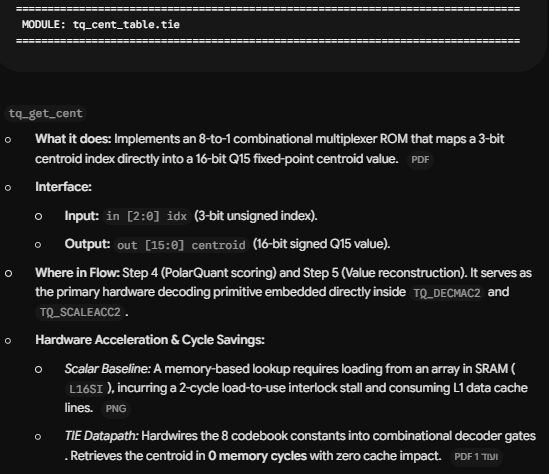 ================================================================================
MODULE: tq_cent_table.tie
================================================================================
tq_get_cent
○ What it does: Implements an 8-to-1 combinational multiplexer ROM that maps a 3-bit
centroid index directly into a 16-bit Q15 fixed-point centroid value. PDF
○ Interface:
○ Input: in [2:0] idx (3-bit unsigned index).
○ Output: out [15:0] centroid (16-bit signed Q15 value).
○ Where in Flow: Step 4 (PolarQuant scoring) and Step 5 (Value reconstruction). It serves as
the primary hardware decoding primitive embedded directly inside TQ_DECMAC2 and
TQ_SCALEACC2 .
○ Hardware Acceleration & Cycle Savings:
○ Scalar Baseline: A memory-based lookup requires loading from an array in SRAM (
L16SI ), incurring a 2-cycle load-to-use interlock stall and consuming L1 data cache
lines. PNG
○ TIE Datapath: Hardwires the 8 codebook constants into combinational decoder gates
. Retrieves the centroid in 0 memory cycles with zero cache impact. PDF ועוד 1